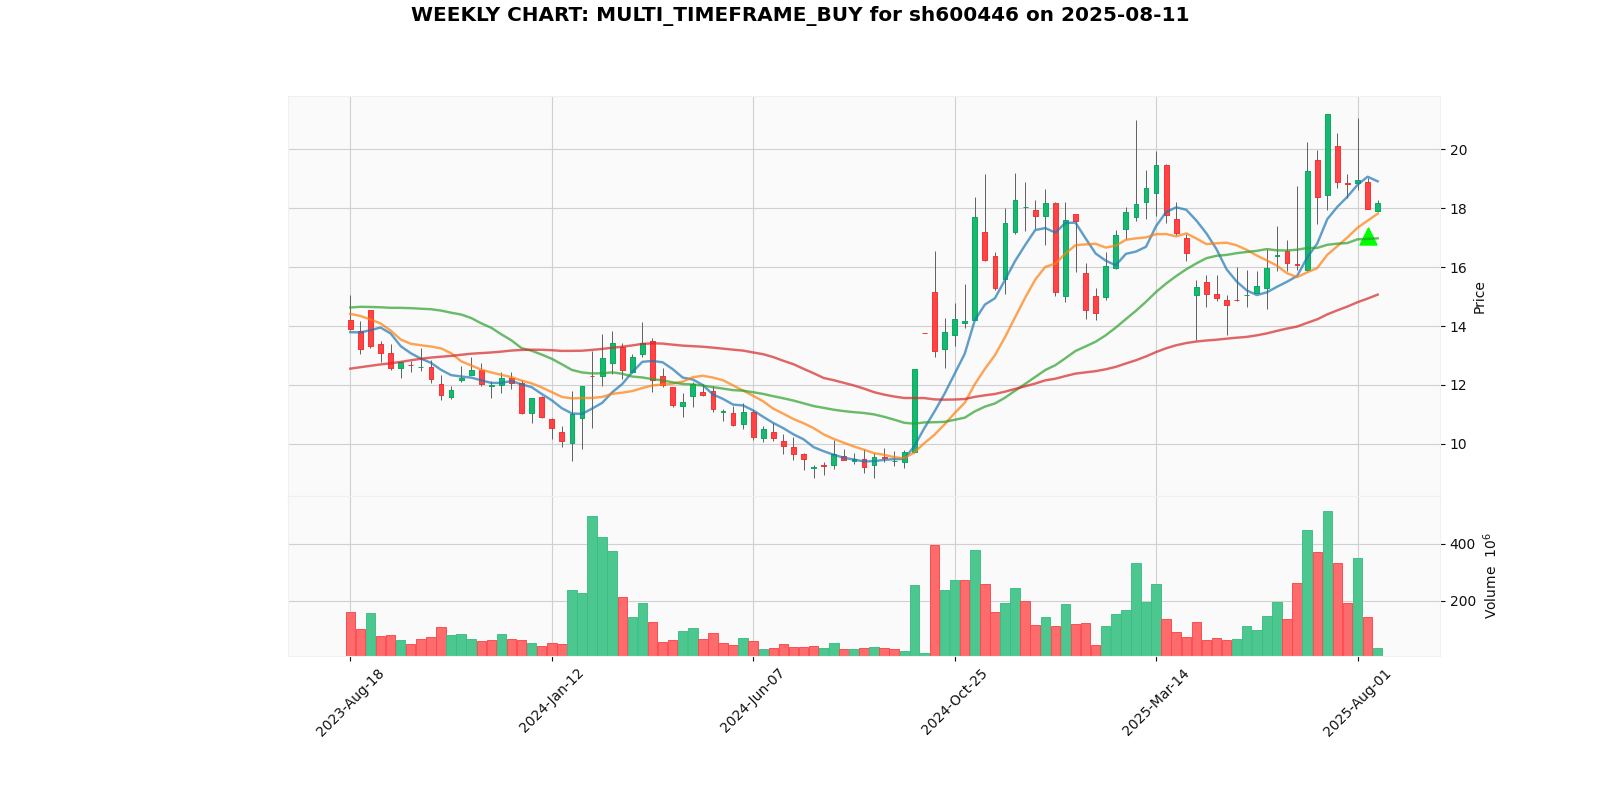 WEEKLY CHART: MULTI_TIMEFRAME_BUY for sh600446 on 2025-08-11
20
18
16
14
12
10
Price
400
200
Volume 10⁶
2023-Aug-18
2024-Jan-12
2024-Jun-07
2024-Oct-25
2025-Mar-14
2025-Aug-01